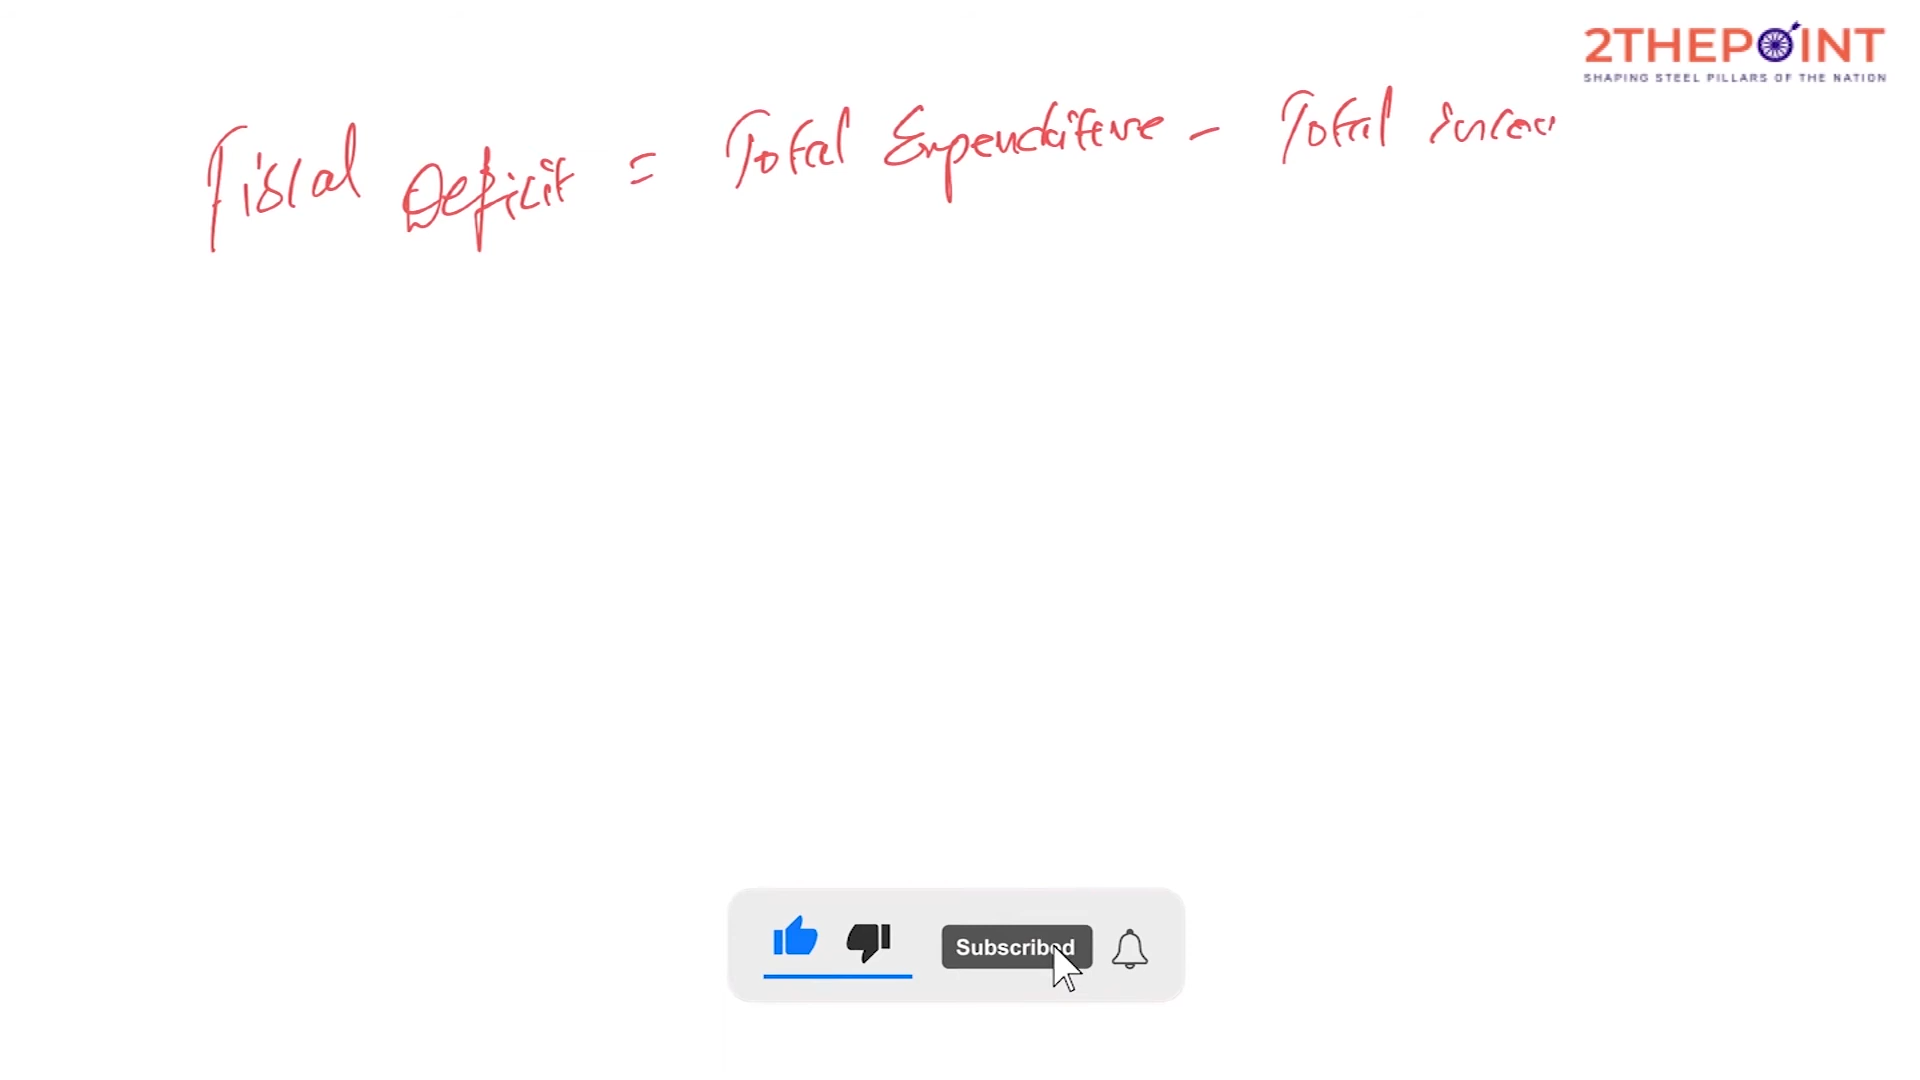 2THEPOINT
SHAPING STEEL PILLARS OF THE NATION
Fiscal Deficit = Total Expenditure - Total
Subscribed